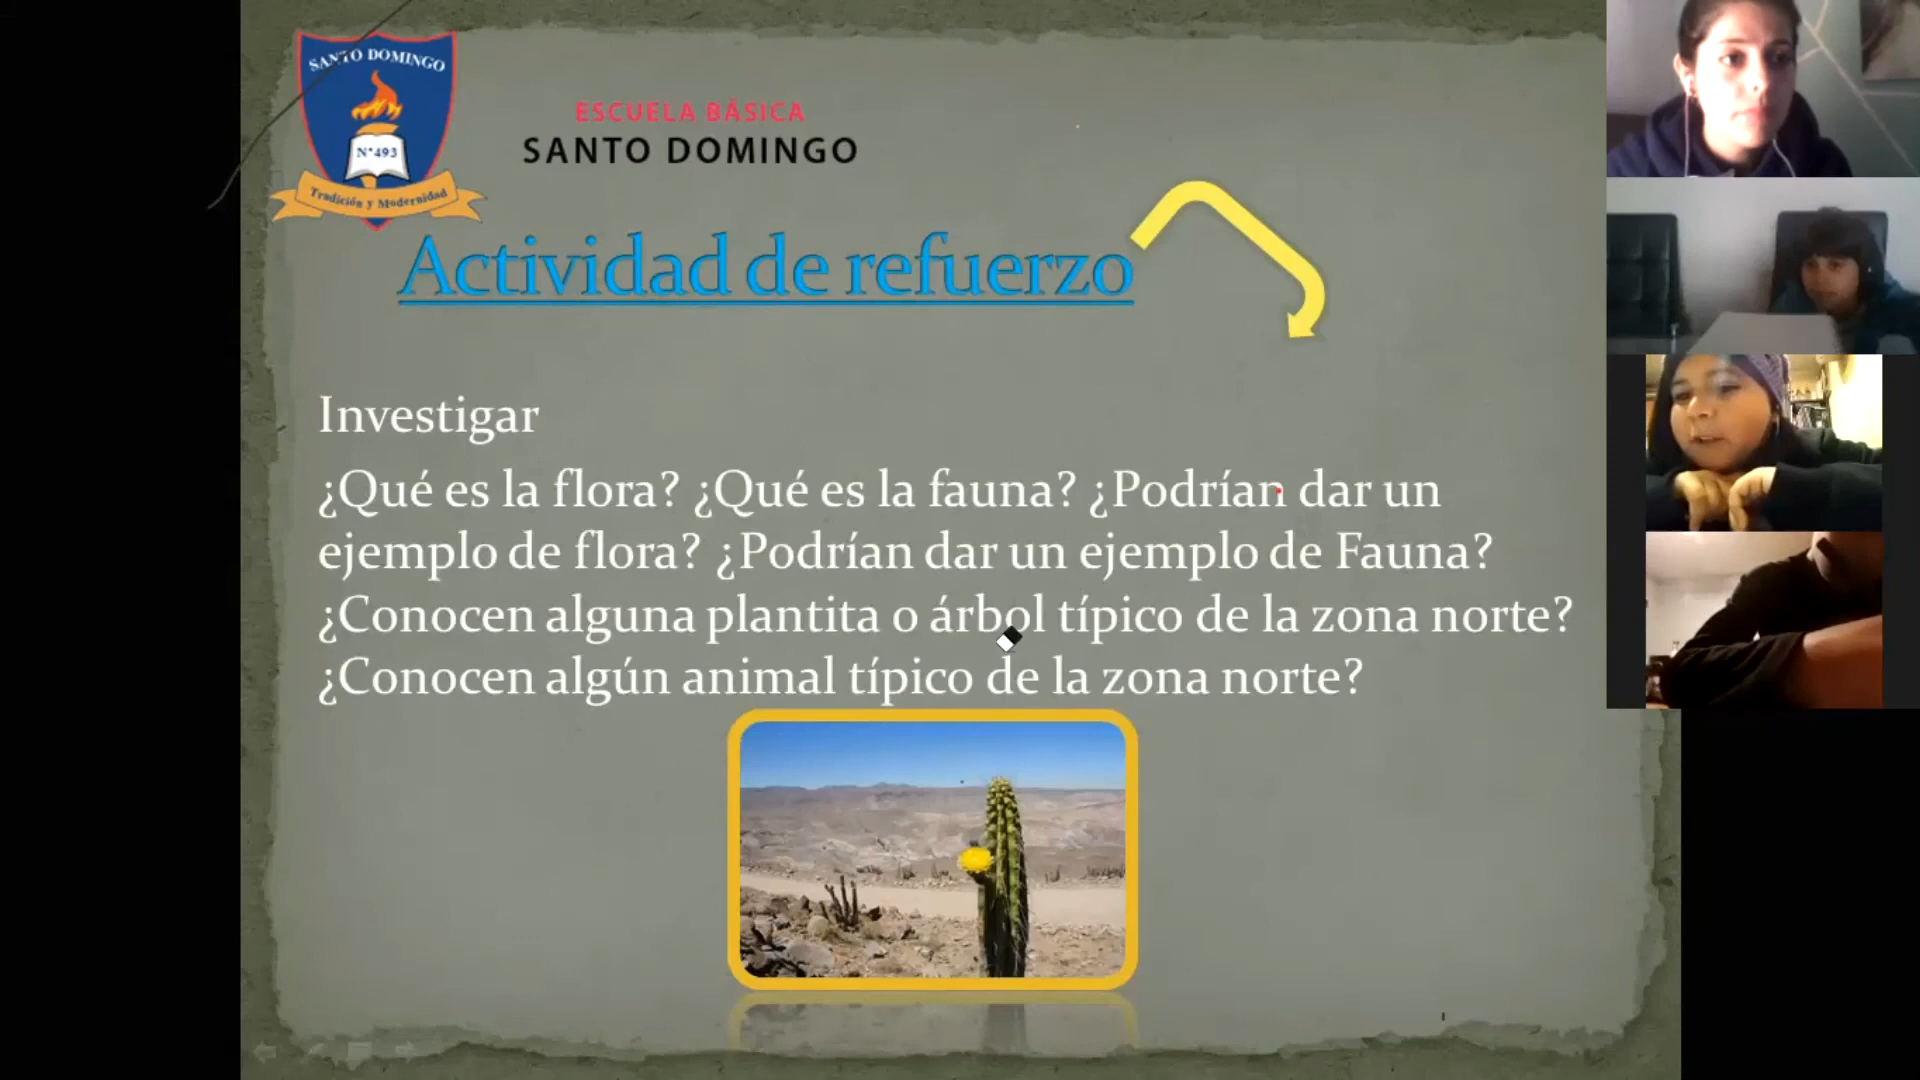 SANTO DOMINGO
N°493
Tradición y Modernidad
ESCUELA BÁSICA
SANTO DOMINGO
Actividad de refuerzo
Investigar
¿Qué es la flora? ¿Qué es la fauna? ¿Podrían dar un
ejemplo de flora? ¿Podrían dar un ejemplo de Fauna?
¿Conocen alguna plantita o árbol típico de la zona norte?
¿Conocen algún animal típico de la zona norte?